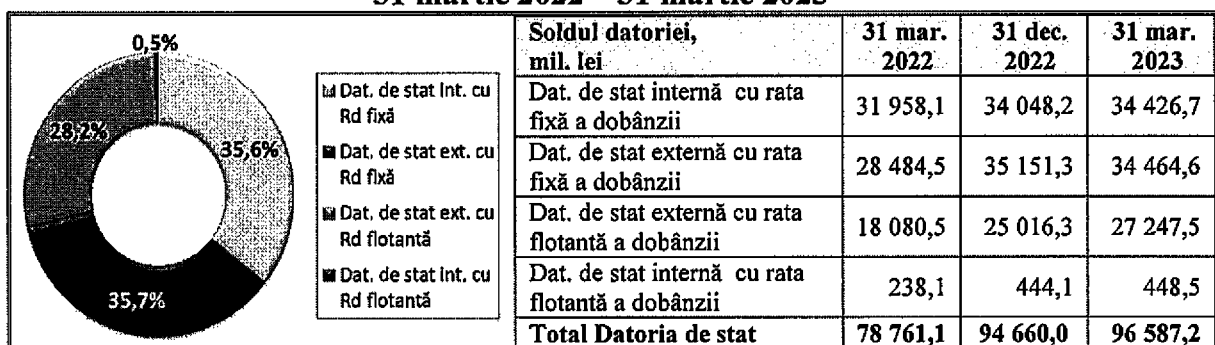 31 martie 2022 – 31 martie 2023
0,5%
28,2%
35,6%
35,7%
Dat. de stat int. cu
Rd fixă
Dat. de stat ext. cu
Rd fixă
Dat. de stat ext. cu
Rd flotantă
Dat. de stat int. cu
Rd flotantă
Soldul datoriei,
mil. lei
31 mar.
2022
31 dec.
2022
31 mar.
2023
Dat. de stat internă cu rata
fixă a dobânzii
31 958,1
34 048,2
34 426,7
Dat. de stat externă cu rata
fixă a dobânzii
28 484,5
35 151,3
34 464,6
Dat. de stat externă cu rata
flotantă a dobânzii
18 080,5
25 016,3
27 247,5
Dat. de stat internă cu rata
flotantă a dobânzii
238,1
444,1
448,5
Total Datoria de stat
78 761,1
94 660,0
96 587,2